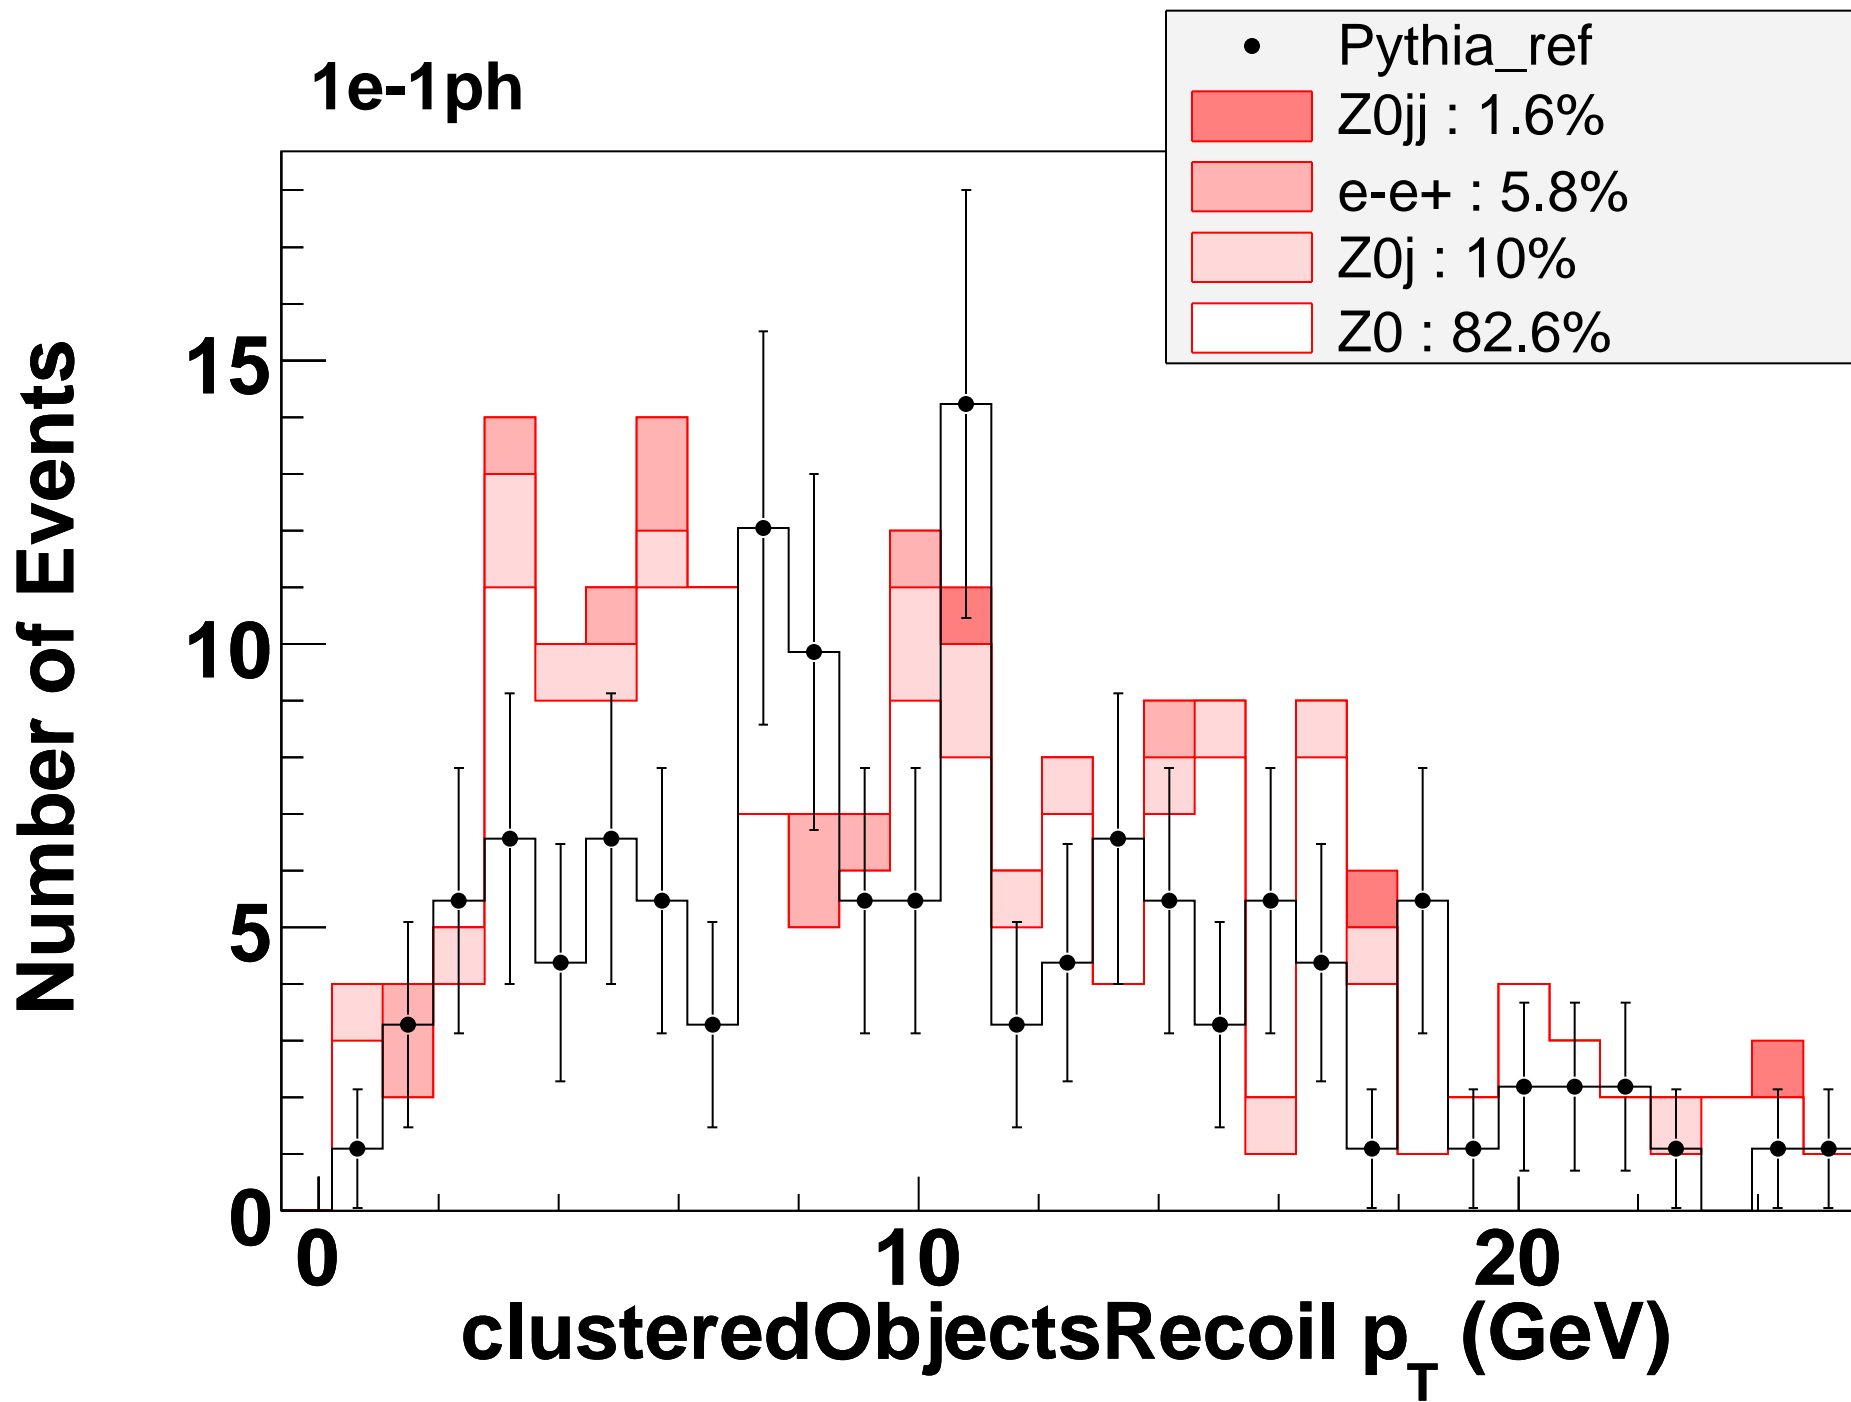 1e-1ph
Pythia_ref
Z0jj : 1.6%
e-e+ : 5.8%
Z0j : 10%
Z0 : 82.6%
Number of Events
15
10
5
0
0 10 20
clusteredObjectsRecoil p_T (GeV)